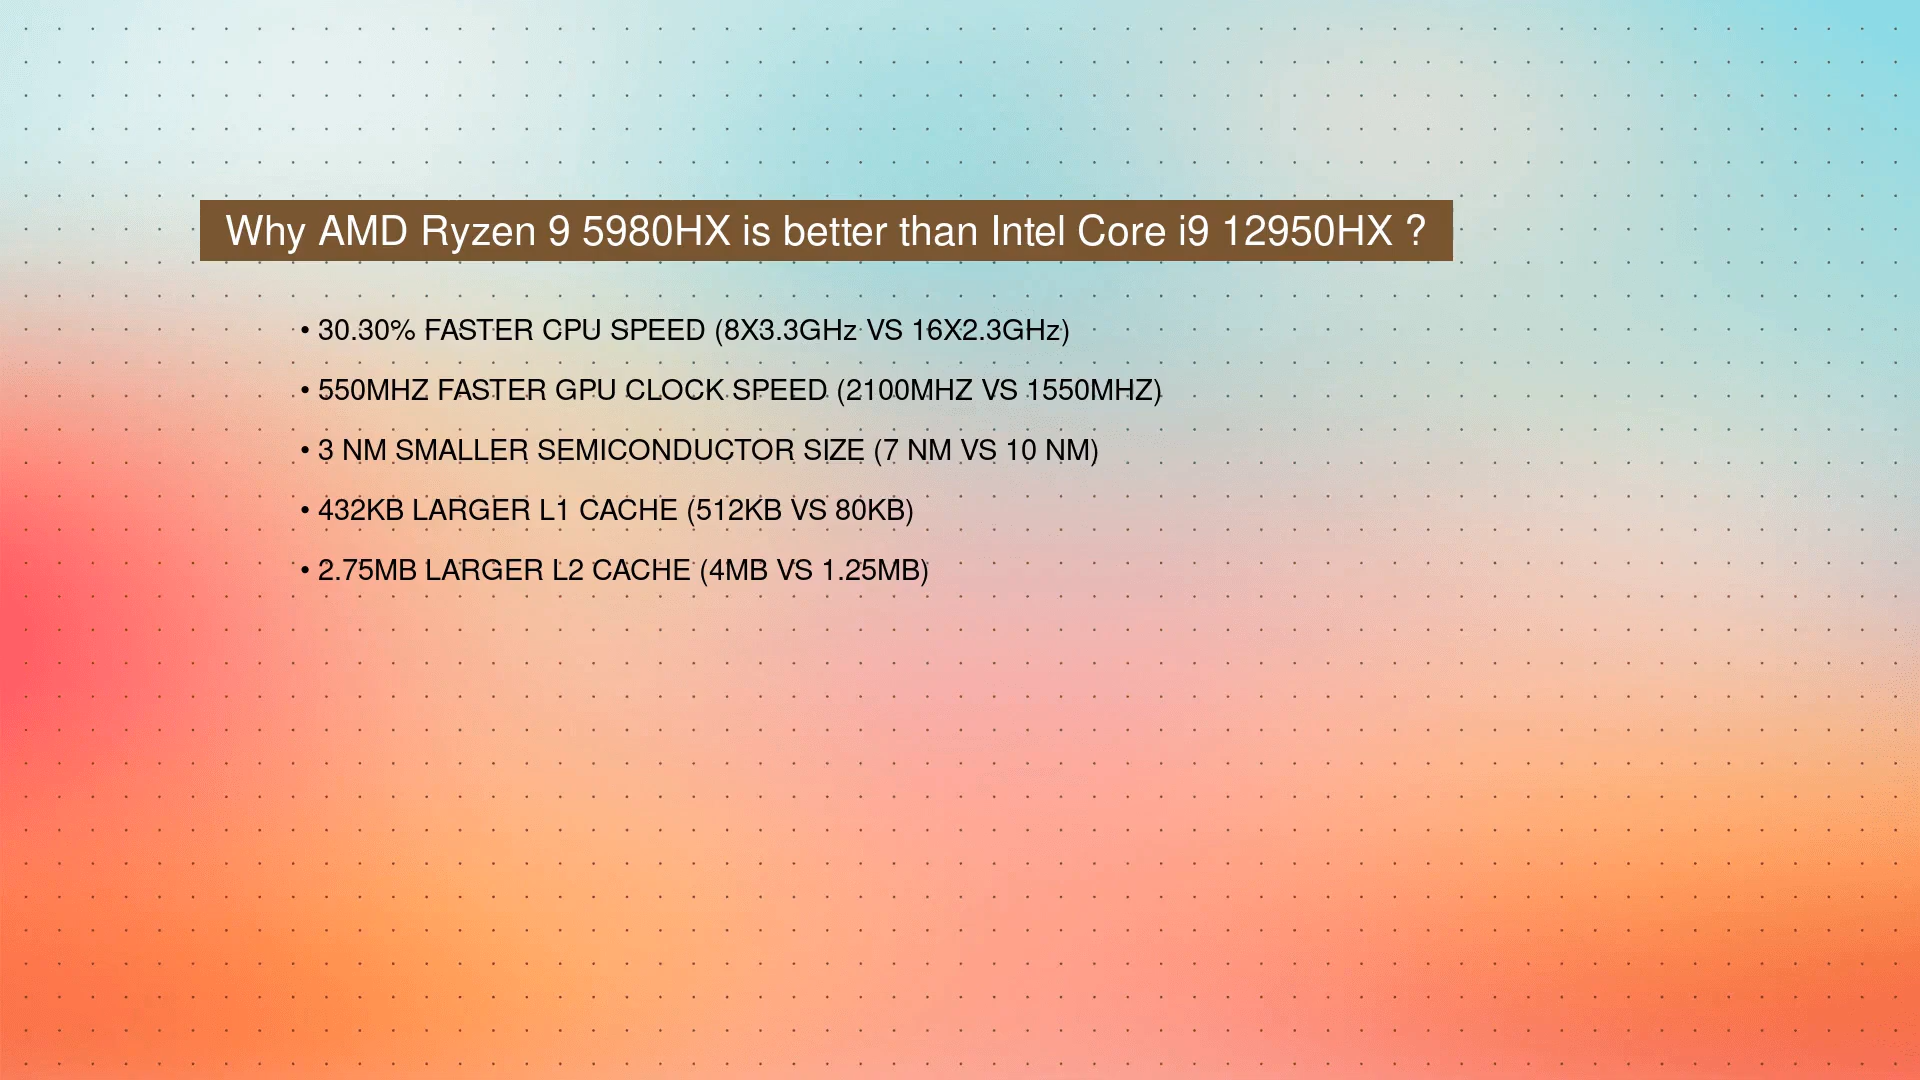 Why AMD Ryzen 9 5980HX is better than Intel Core i9 12950HX ?
• 30.30% FASTER CPU SPEED (8X3.3GHz VS 16X2.3GHz)
• 550MHZ FASTER GPU CLOCK SPEED (2100MHZ VS 1550MHZ)
• 3 NM SMALLER SEMICONDUCTOR SIZE (7 NM VS 10 NM)
• 432KB LARGER L1 CACHE (512KB VS 80KB)
• 2.75MB LARGER L2 CACHE (4MB VS 1.25MB)